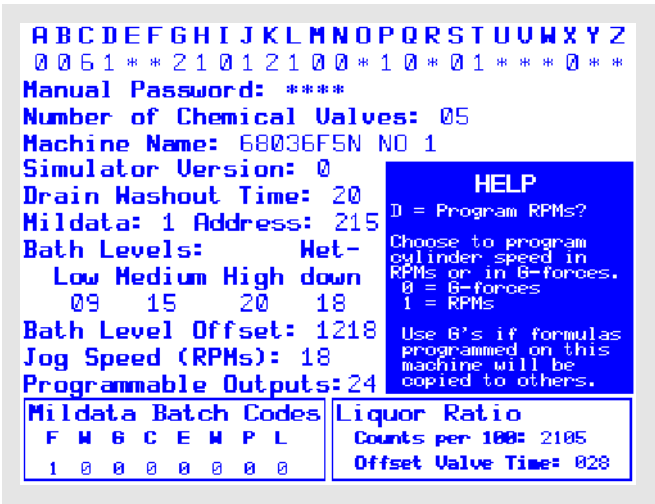 A B C D E F G H I J K L M N O P Q R S T U V W X Y Z
0 0 6 1 * * 2 1 0 1 2 1 0 0 * 1 0 * 0 1 * * * 0 * *
Manual Password: ****
Number of Chemical Valves: 05
Machine Name: 68036F5N NO 1
Simulator Version: 0
Drain Washout Time: 20
Mildata: 1 Address: 215
Bath Levels: Wet-
Low Medium High down
09 15 20 18
Bath Level Offset: 1218
Jog Speed (RPMs): 18
Programmable Outputs: 24
HELP
D = Program RPMs?
Choose to program
cylinder speed in
RPMs or in G-forces.
0 = G-forces
1 = RPMs
Use G's if formulas
programmed on this
machine will be
copied to others.
Mildata Batch Codes
F W G C E W P L
1 0 0 0 0 0 0 0
Liquor Ratio
Counts per 100: 2105
Offset Valve Time: 028